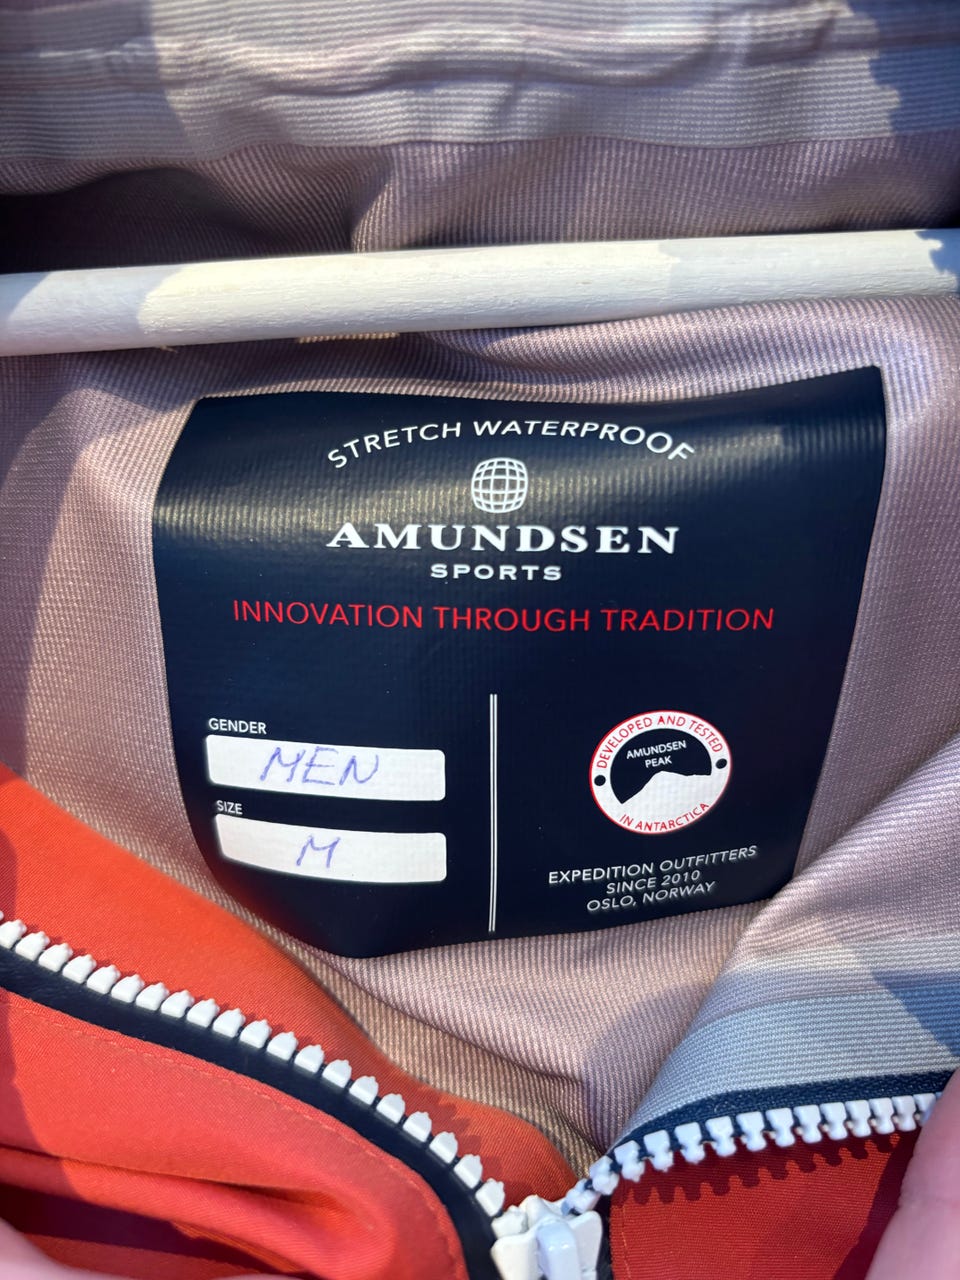 STRETCH WATERPROOF
AMUNDSEN
SPORTS
INNOVATION THROUGH TRADITION
GENDER
MEN
SIZE
M
DEVELOPED AND TESTED
AMUNDSEN
PEAK
IN ANTARCTICA
EXPEDITION OUTFITTERS
SINCE 2010
OSLO, NORWAY